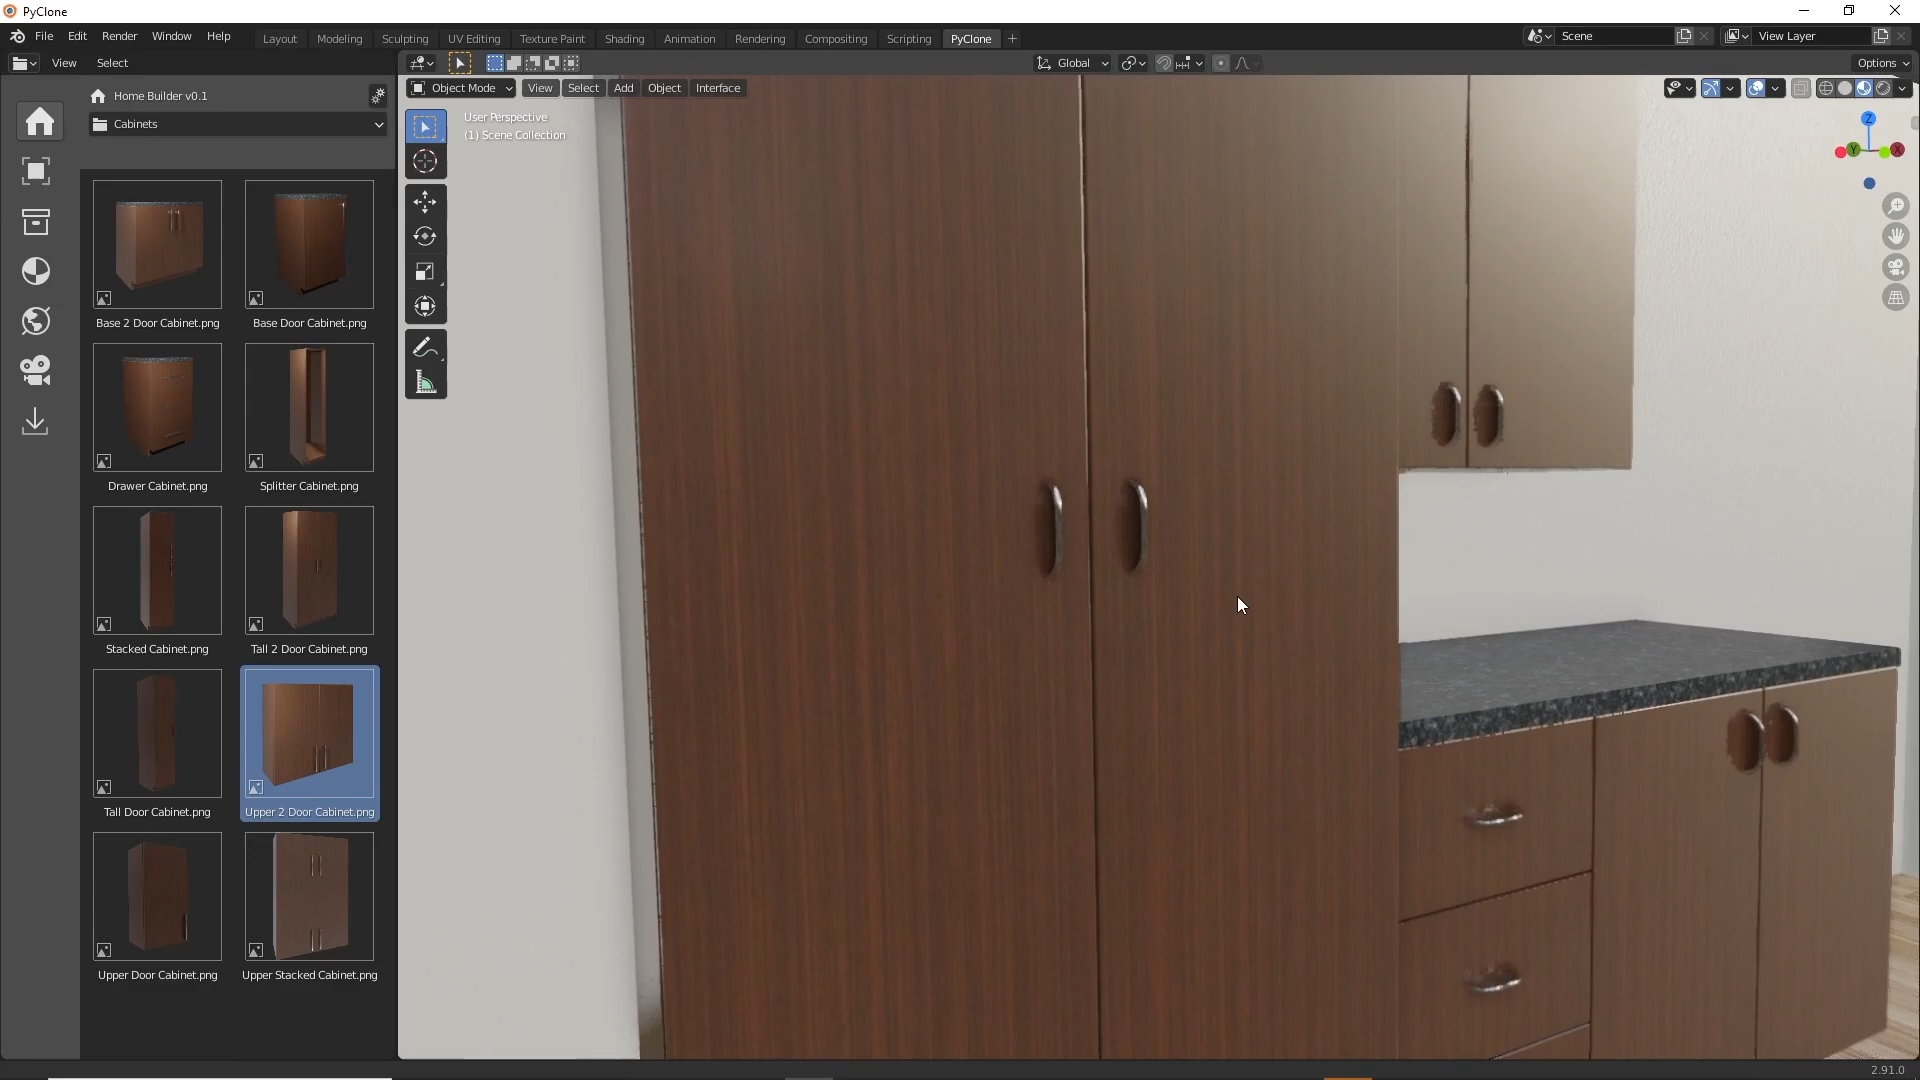 PyClone
File Edit Render Window Help
Layout Modeling Sculpting UV Editing Texture Paint Shading Animation Rendering Compositing Scripting PyClone
Scene
View Layer
View Select
Global
Options
Home Builder v0.1
Cabinets
Object Mode View Select Add Object Interface
User Perspective
(1) Scene Collection
Z
Y
X
Base 2 Door Cabinet.png
Base Door Cabinet.png
Drawer Cabinet.png
Splitter Cabinet.png
Stacked Cabinet.png
Tall 2 Door Cabinet.png
Tall Door Cabinet.png
Upper 2 Door Cabinet.png
Upper Door Cabinet.png
Upper Stacked Cabinet.png
2.91.0